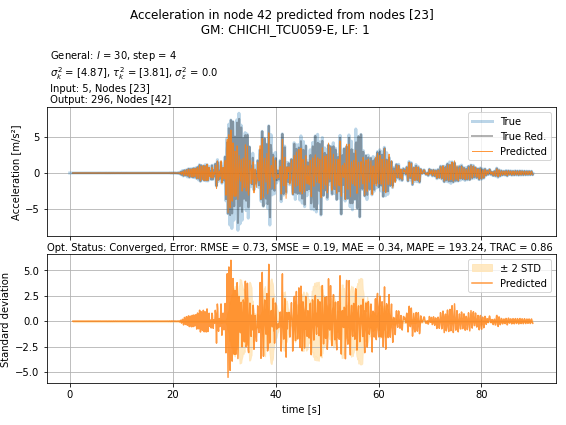 Acceleration in node 42 predicted from nodes [23]
GM: CHICHI_TCU059-E, LF: 1
General: l = 30, step = 4
σ²ₖ = [4.87], τ²ₖ = [3.81], σ²ε = 0.0
Input: 5, Nodes [23]
Output: 296, Nodes [42]
Acceleration [m/s²]
5
0
−5
True
True Red.
Predicted
Opt. Status: Converged, Error: RMSE = 0.73, SMSE = 0.19, MAE = 0.34, MAPE = 193.24, TRAC = 0.86
Standard deviation
5.0
2.5
0.0
−2.5
−5.0
± 2 STD
Predicted
0 20 40 60 80
time [s]